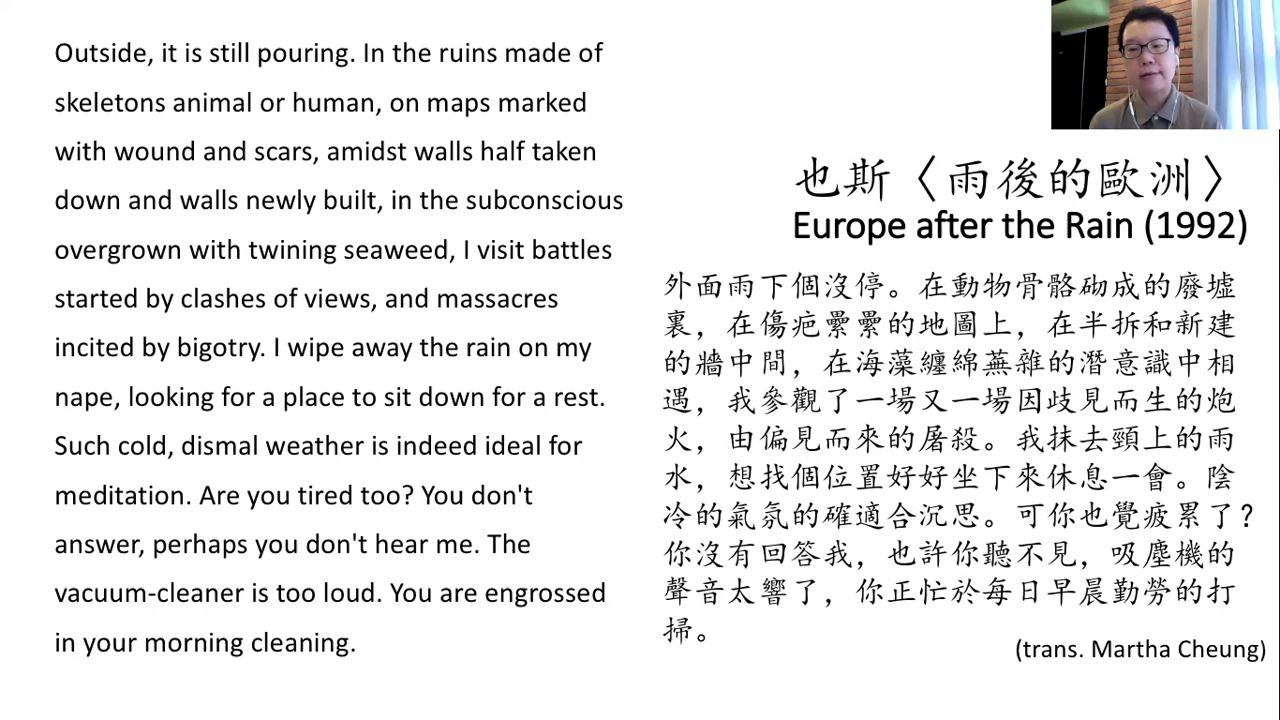 Outside, it is still pouring. In the ruins made of
skeletons animal or human, on maps marked
with wound and scars, amidst walls half taken
down and walls newly built, in the subconscious
overgrown with twining seaweed, I visit battles
started by clashes of views, and massacres
incited by bigotry. I wipe away the rain on my
nape, looking for a place to sit down for a rest.
Such cold, dismal weather is indeed ideal for
meditation. Are you tired too? You don't
answer, perhaps you don't hear me. The
vacuum-cleaner is too loud. You are engrossed
in your morning cleaning.
也斯〈雨後的歐洲〉
Europe after the Rain (1992)
外面雨下個沒停。在動物骨骼砌成的廢墟
裏，在傷疤纍纍的地圖上，在半拆和新建
的牆中間，在海藻纏綿蕪雜的潛意識中相
遇，我參觀了一場又一場因歧見而生的炮
火，由偏見而來的屠殺。我抹去頸上的雨
水，想找個位置好好坐下來休息一會。陰
冷的氣氛的確適合沉思。可你也覺疲累了？
你沒有回答我，也許你聽不見，吸塵機的
聲音太響了，你正忙於每日早晨勤勞的打
掃。
(trans. Martha Cheung)